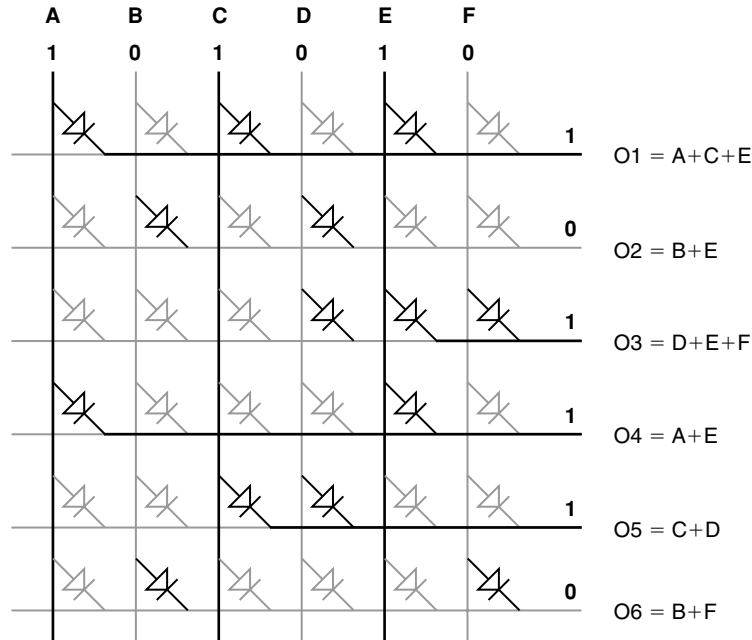 A B C D E F
1 0 1 0 1 0
1
O1 = A+C+E
0
O2 = B+E
1
O3 = D+E+F
1
O4 = A+E
1
O5 = C+D
0
O6 = B+F